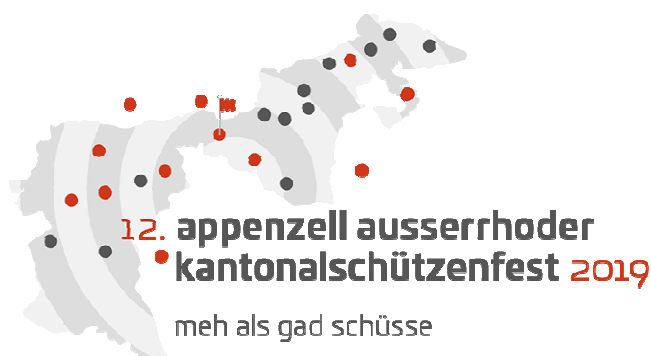 12. appenzell ausserrhoder
kantonalschützenfest 2019
meh als gad schüsse